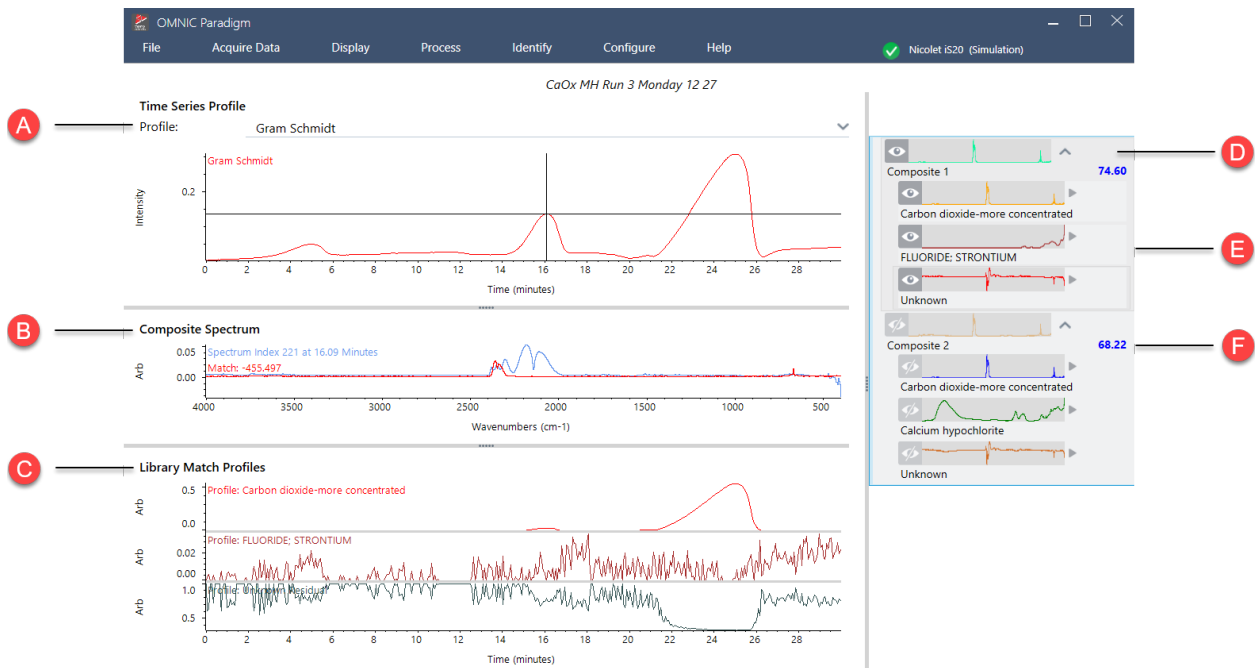 OMNIC Paradigm
File Acquire Data Display Process Identify Configure Help Nicolet iS20 (Simulation)
CaOx MH Run 3 Monday 12 27
Time Series Profile
A
Profile: Gram Schmidt
Gram Schmidt
0.2
Intensity
0 2 4 6 8 10 12 14 16 18 20 22 24 26 28
Time (minutes)
B
Composite Spectrum
0.05
Spectrum Index 221 at 16.09 Minutes
Match: -455.497
0.00
Arb
4000 3500 3000 2500 2000 1500 1000 500
Wavenumbers (cm-1)
C
Library Match Profiles
0.5
Profile: Carbon dioxide-more concentrated
Arb
0.0
Profile: FLUORIDE; STRONTIUM
0.02
Arb
0.00
1.0
Profile: Unknown Residual
Arb
0.5
0 2 4 6 8 10 12 14 16 18 20 22 24 26 28
Time (minutes)
D
Composite 1 74.60
Carbon dioxide-more concentrated
E
FLUORIDE; STRONTIUM
Unknown
Composite 2 68.22
F
Carbon dioxide-more concentrated
Calcium hypochlorite
Unknown